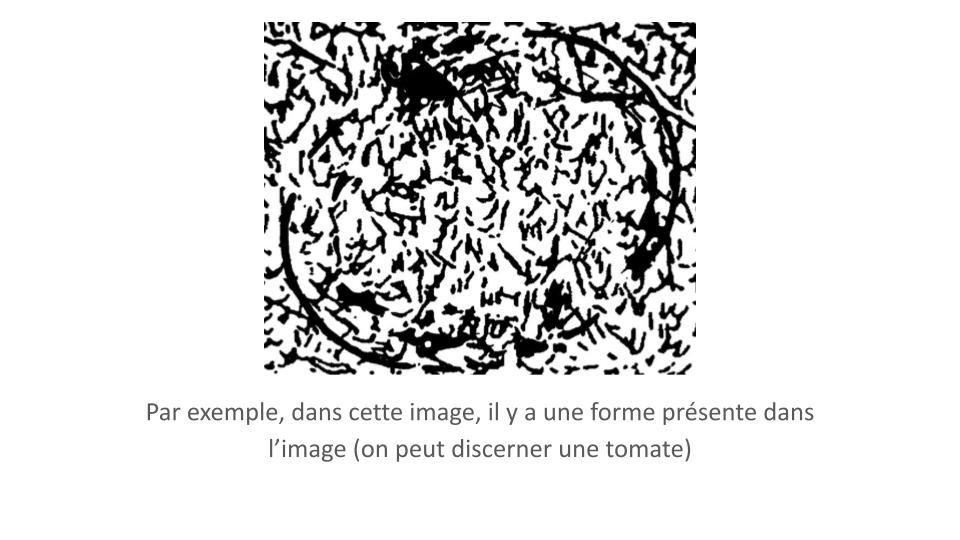 Par exemple, dans cette image, il y a une forme présente dans
l’image (on peut discerner une tomate)